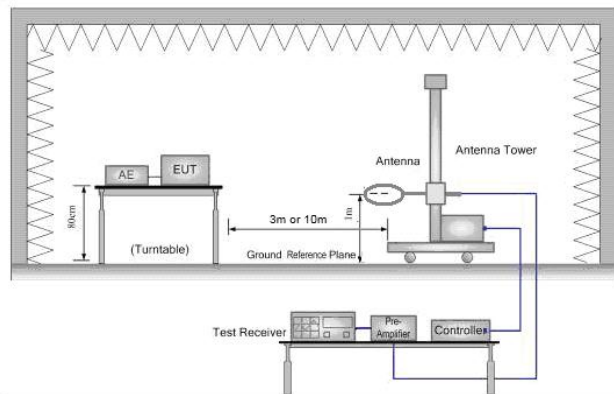 Antenna
Antenna Tower
AE
EUT
80cm
1m
3m or 10m
(Turntable)
Ground Reference Plane
Test Receiver
Pre-
Amplifier
Controller